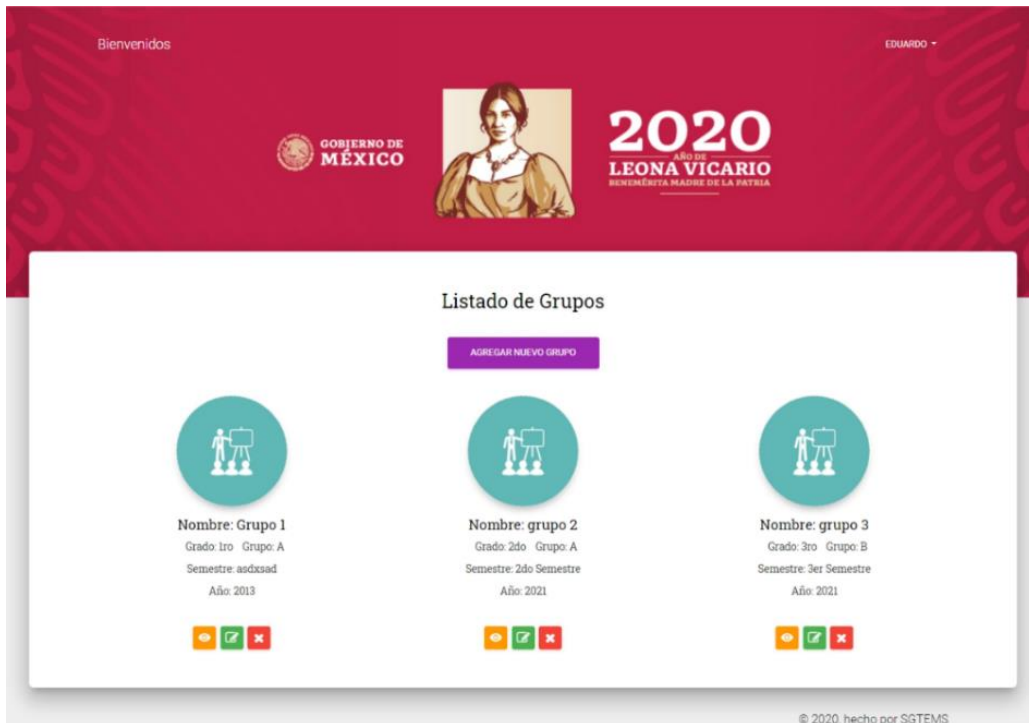 Bienvenidos
EDUARDO
GOBIERNO DE
MÉXICO
2020
AÑO DE
LEONA VICARIO
BENEMÉRITA MADRE DE LA PATRIA
Listado de Grupos
AGREGAR NUEVO GRUPO
Nombre: Grupo 1
Grado: 1ro Grupo: A
Semestre: asdxsad
Año: 2013
Nombre: grupo 2
Grado: 2do Grupo: A
Semestre: 2do Semestre
Año: 2021
Nombre: grupo 3
Grado: 3ro Grupo: B
Semestre: 3er Semestre
Año: 2021
© 2020, hecho por SGTEMS